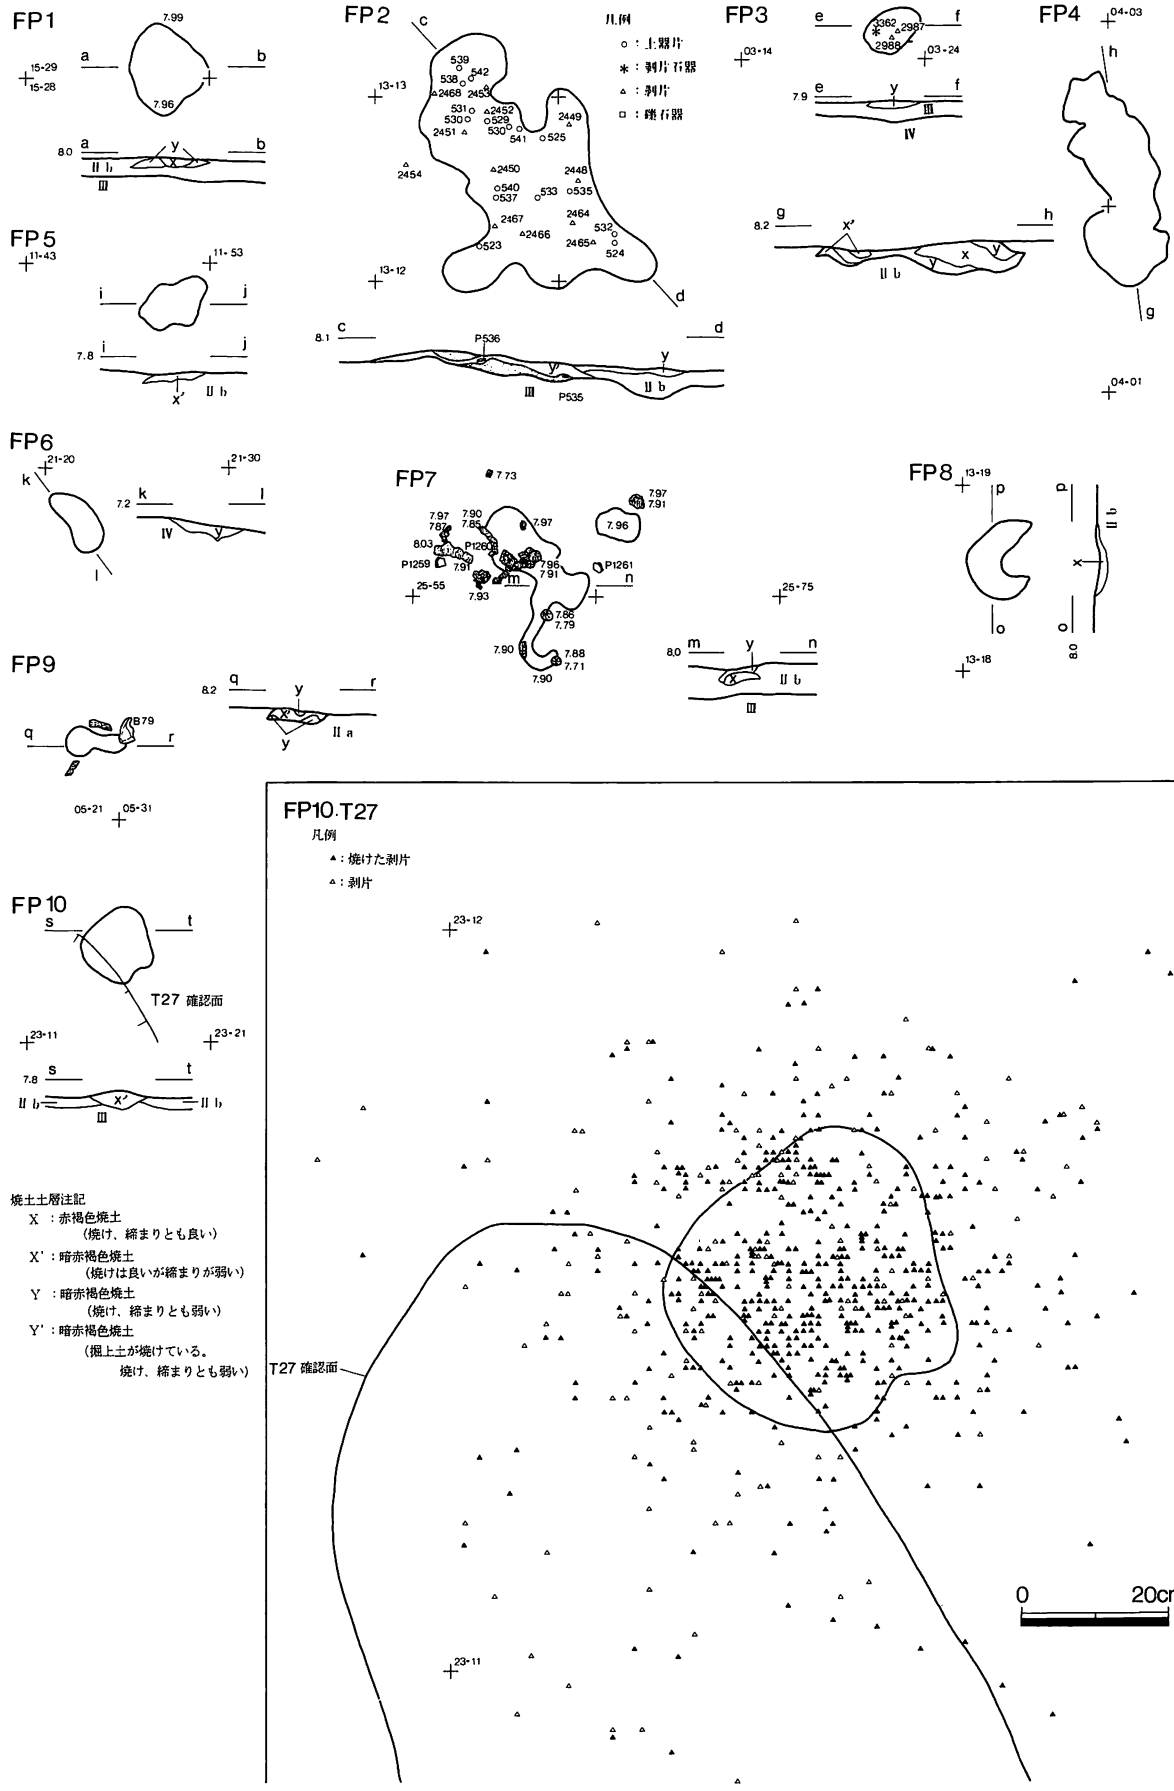 FP1
7.99
a
b
15-29
15-28
7.96
a
b
8.0
y
x
Ⅱ b
Ⅲ
FP2
c
13-13
539
538
542
2468
2453
531
2452
530
529
2451
530
541
525
2449
2454
2450
2448
540
537
533
535
2467
2464
2466
532
2465
523
524
13-12
d
8.1
c
d
P536
y'
y
Ⅲ
Ⅱ b
P535
凡例
○ : 土器片
＊ : 剥片石器
△ : 剥片
□ : 礫石器
FP3
e
f
3362
2987
2988
03-14
03-24
7.9
e
f
y
Ⅲ
Ⅳ
FP4
04-03
h
g
8.2
g
h
x'
Ⅱ b
y
x
y
04-01
FP5
11-43
11-53
i
j
7.8
i
j
x'
Ⅱ b
FP6
21-20
21-30
k
l
7.2
k
l
Ⅳ
y
FP7
7.73
7.97
7.91
7.97
7.87
7.90
7.85
7.97
7.96
8.03
P1260
P1259
7.91
7.96
7.91
P1261
25-55
7.93
m
n
25-75
7.86
7.79
7.90
7.88
7.71
7.90
8.0
m
n
y
x
Ⅱ b
Ⅲ
FP8
13-19
p
o
13-18
p
o
8.0
x
Ⅱ b
FP9
q
r
B79
05-21
05-31
8.2
q
r
y
x'
y
Ⅱ a
FP10
s
t
T27 確認面
23-11
23-21
7.8
s
t
Ⅱ b
x'
Ⅱ b
Ⅲ
焼土土層注記
X : 赤褐色焼土
(焼け、締まりとも良い)
X' : 暗赤褐色焼土
(焼けは良いが締まりが弱い)
Y : 暗赤褐色焼土
(焼け、締まりとも弱い)
Y' : 暗赤褐色焼土
(掘上土が焼けている。
焼け、締まりとも弱い)
FP10.T27
凡例
▲ : 焼けた剥片
△ : 剥片
23-12
T27 確認面
23-11
0
20cm